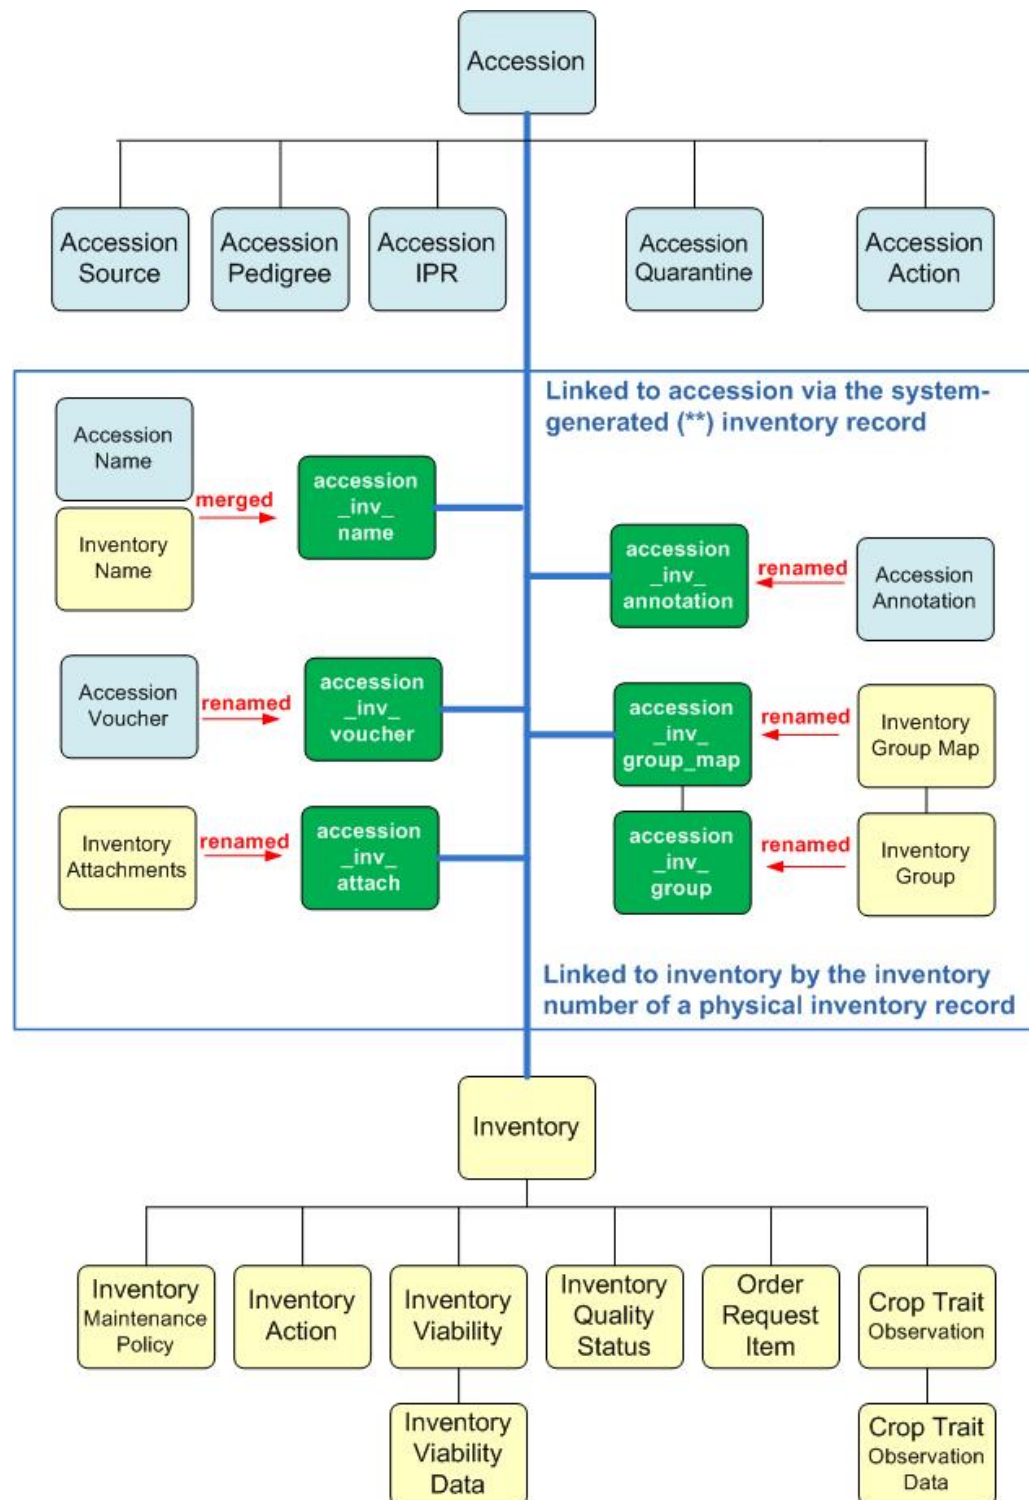 Accession
Accession
Source
Accession
Pedigree
Accession
IPR
Accession
Quarantine
Accession
Action
Linked to accession via the system-
generated (**) inventory record
Accession
Name
Inventory
Name
merged
accession
_inv_
name
accession
_inv_
annotation
renamed
Accession
Annotation
Accession
Voucher
renamed
accession
_inv_
voucher
accession
_inv_
group_map
renamed
Inventory
Group Map
Inventory
Attachments
renamed
accession
_inv_
attach
accession
_inv_
group
renamed
Inventory
Group
Linked to inventory by the inventory
number of a physical inventory record
Inventory
Inventory
Maintenance
Policy
Inventory
Action
Inventory
Viability
Inventory
Quality
Status
Order
Request
Item
Crop Trait
Observation
Inventory
Viability
Data
Crop Trait
Observation
Data